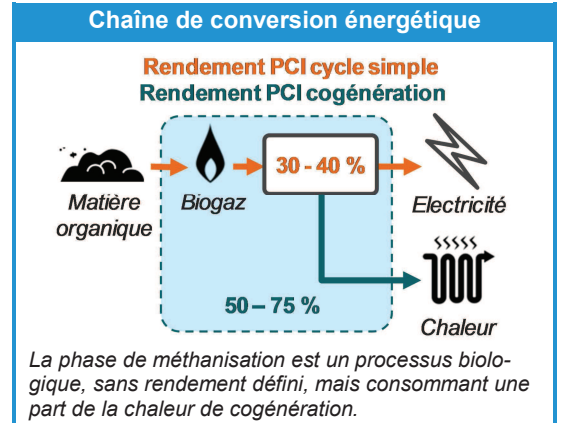 Chaîne de conversion énergétique
Rendement PCI cycle simple
Rendement PCI cogénération
30 - 40 %
Matière
organique
Biogaz
Electricité
50 – 75 %
Chaleur
La phase de méthanisation est un processus biolo-
gique, sans rendement défini, mais consommant une
part de la chaleur de cogénération.